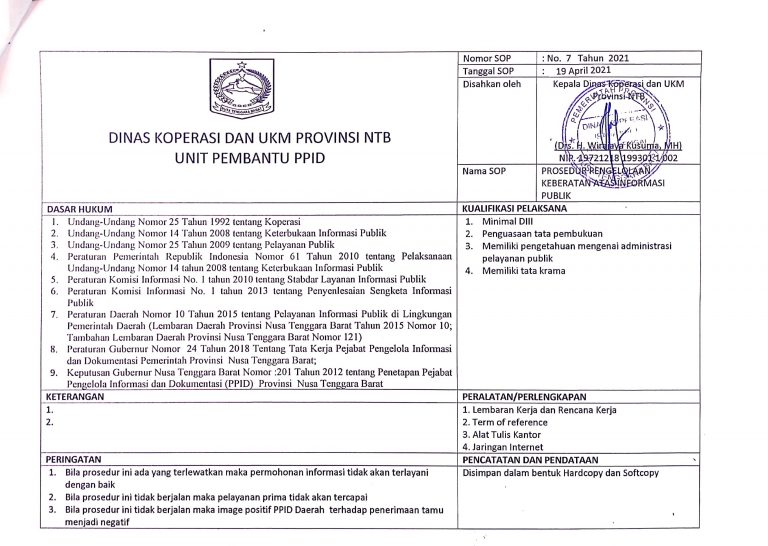 Nomor SOP : No. 7 Tahun 2021
Tanggal SOP : 19 April 2021
Disahkan oleh Kepala Dinas Koperasi dan UKM
Provinsi NTB
(Drs. H. Wirajaya Kusuma, MH)
NIP. 19721218 199301 1 002
NUSA TENGGARA BARAT
DINAS KOPERASI DAN UKM PROVINSI NTB
UNIT PEMBANTU PPID
Nama SOP PROSEDUR PENGELOLAAN
KEBERATAN ATAS INFORMASI
PUBLIK
DASAR HUKUM
1. Undang-Undang Nomor 25 Tahun 1992 tentang Koperasi
2. Undang-Undang Nomor 14 Tahun 2008 tentang Keterbukaan Informasi Publik
3. Undang-Undang Nomor 25 Tahun 2009 tentang Pelayanan Publik
4. Peraturan Pemerintah Republik Indonesia Nomor 61 Tahun 2010 tentang Pelaksanaan
Undang-Undang Nomor 14 tahun 2008 tentang Keterbukaan Informasi Publik
5. Peraturan Komisi Informasi No. 1 tahun 2010 tentang Stabdar Layanan Informasi Publik
6. Peraturan Komisi Informasi No. 1 tahun 2013 tentang Penyenlesaian Sengketa Informasi
Publik
7. Peraturan Daerah Nomor 10 Tahun 2015 tentang Pelayanan Informasi Publik di Lingkungan
Pemerintah Daerah (Lembaran Daerah Provinsi Nusa Tenggara Barat Tahun 2015 Nomor 10;
Tambahan Lembaran Daerah Provinsi Nusa Tenggara Barat Nomor 121)
8. Peraturan Gubernur Nomor 24 Tahun 2018 Tentang Tata Kerja Pejabat Pengelola Informasi
dan Dokumentasi Pemerintah Provinsi Nusa Tenggara Barat;
9. Keputusan Gubernur Nusa Tenggara Barat Nomor :201 Tahun 2012 tentang Penetapan Pejabat
Pengelola Informasi dan Dokumentasi (PPID) Provinsi Nusa Tenggara Barat
KUALIFIKASI PELAKSANA
1. Minimal DIII
2. Penguasaan tata pembukuan
3. Memiliki pengetahuan mengenai administrasi
pelayanan publik
4. Memiliki tata krama
KETERANGAN
1.
2.
PERALATAN/PERLENGKAPAN
1. Lembaran Kerja dan Rencana Kerja
2. Term of reference
3. Alat Tulis Kantor
4. Jaringan Internet
PERINGATAN
1. Bila prosedur ini ada yang terlewatkan maka permohonan informasi tidak akan terlayani
dengan baik
2. Bila prosedur ini tidak berjalan maka pelayanan prima tidak akan tercapai
3. Bila prosedur ini tidak berjalan maka image positif PPID Daerah terhadap penerimaan tamu
menjadi negatif
PENCATATAN DAN PENDATAAN
Disimpan dalam bentuk Hardcopy dan Softcopy